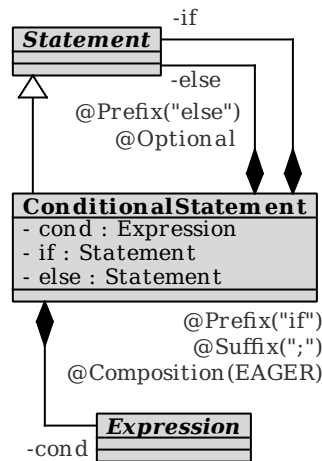 -if
Statement
-else
@Prefix("else")
@Optional
ConditionalStatement
- cond : Expression
- if : Statement
- else : Statement
@Prefix("if")
@Suffix(";")
@Composition(EAGER)
Expression
-cond